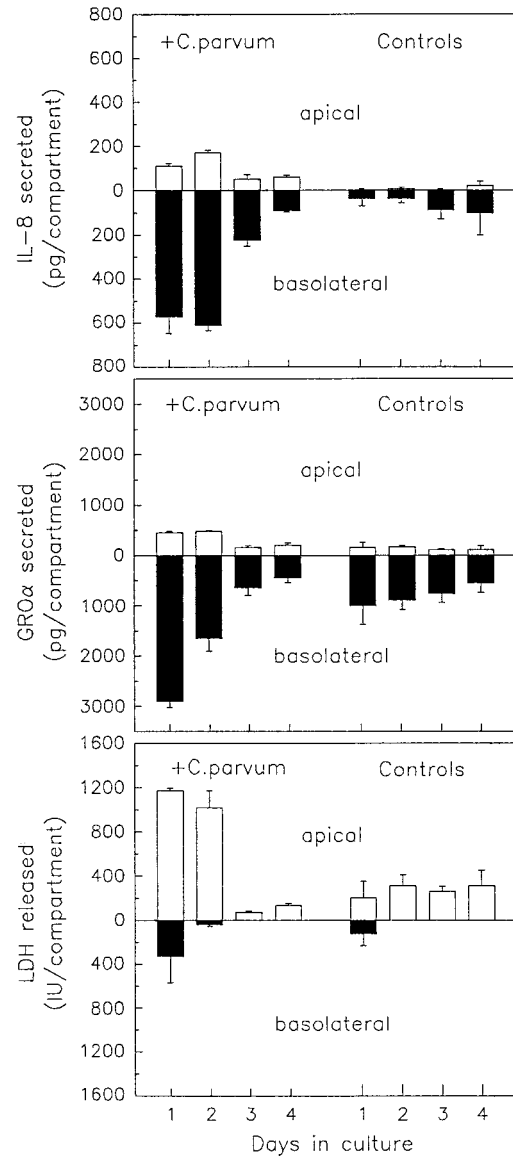 800
+C.parvum Controls
600
400
apical
200
0
200
basolateral
400
600
800
IL-8 secreted
(pg/compartment)
+C.parvum Controls
3000
2000
apical
1000
0
1000
basolateral
2000
3000
GROα secreted
(pg/compartment)
1600
+C.parvum Controls
1200
apical
800
400
0
400
800
basolateral
1200
1600
LDH released
(IU/compartment)
1 2 3 4 1 2 3 4
Days in culture